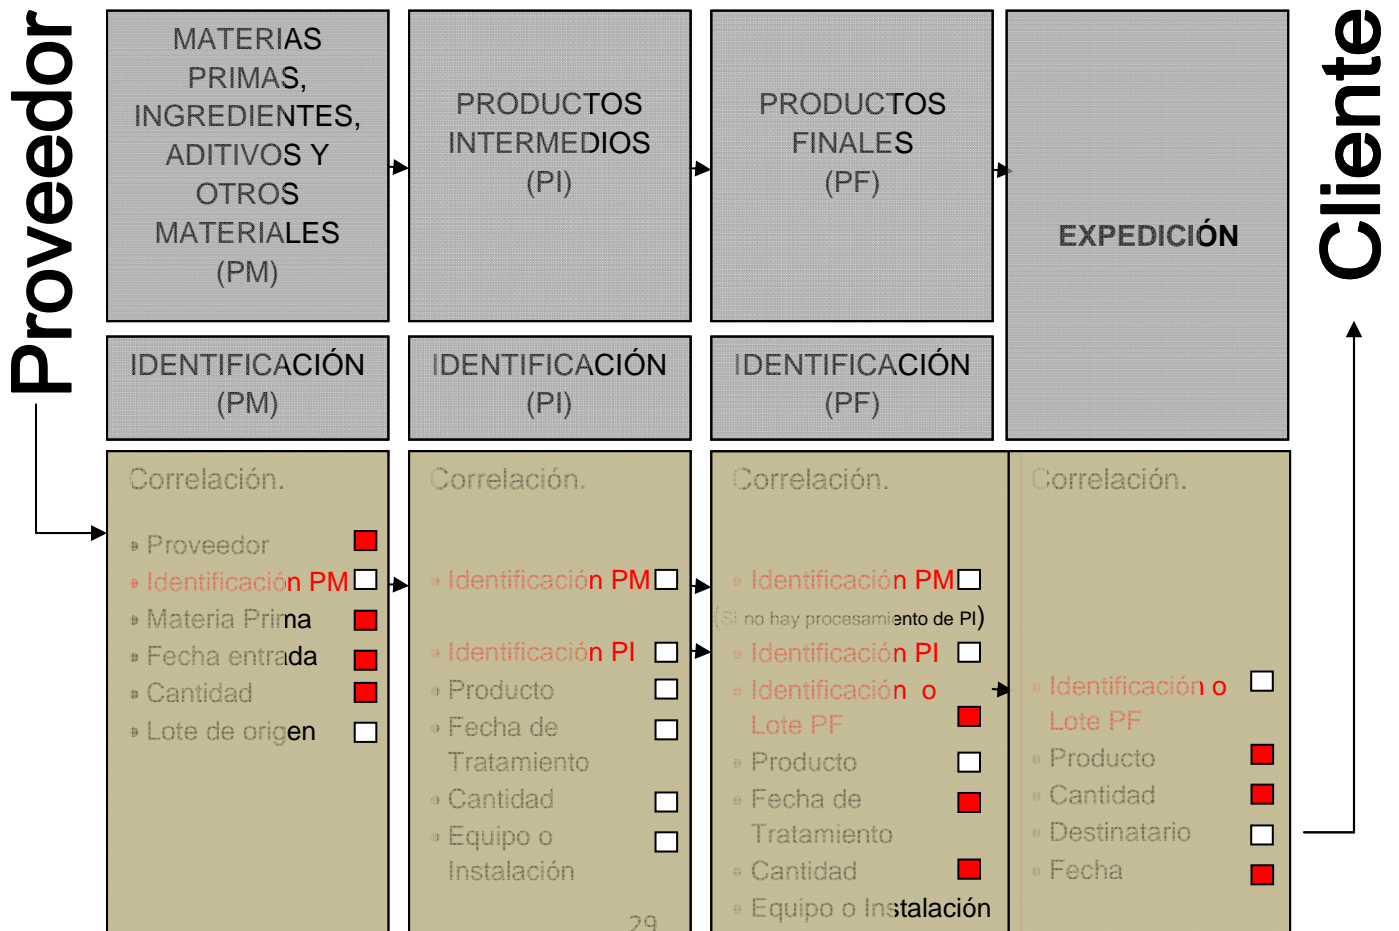 Proveedor
MATERIAS
PRIMAS,
INGREDIENTES,
ADITIVOS Y
OTROS
MATERIALES
(PM)
PRODUCTOS
INTERMEDIOS
(PI)
PRODUCTOS
FINALES
(PF)
EXPEDICIÓN
Cliente
IDENTIFICACIÓN
(PM)
IDENTIFICACIÓN
(PI)
IDENTIFICACIÓN
(PF)
Correlación.
• Proveedor
• Identificación PM
• Materia Prima
• Fecha entrada
• Cantidad
• Lote de origen
Correlación.
• Identificación PM
• Identificación PI
• Producto
• Fecha de
Tratamiento
• Cantidad
• Equipo o
Instalación
29
Correlación.
• Identificación PM
(Si no hay procesamiento de PI)
• Identificación PI
• Identificación o
Lote PF
• Producto
• Fecha de
Tratamiento
• Cantidad
• Equipo o Instalación
Correlación.
• Identificación o
Lote PF
• Producto
• Cantidad
• Destinatario
• Fecha